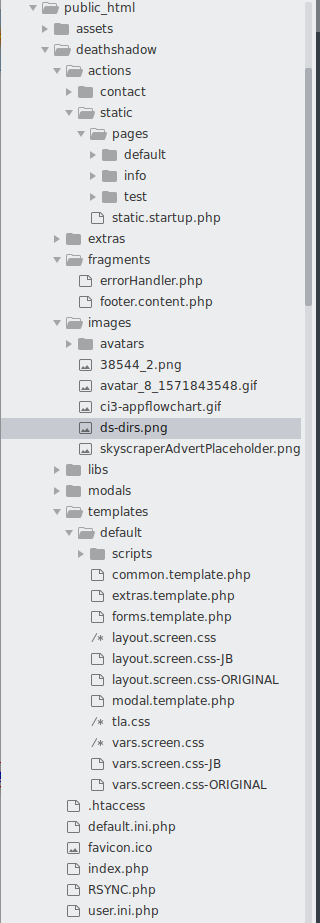 public_html
assets
deathshadow
actions
contact
static
pages
default
info
test
static.startup.php
extras
fragments
errorHandler.php
footer.content.php
images
avatars
38544_2.png
avatar_8_1571843548.gif
ci3-appflowchart.gif
ds-dirs.png
skyscraperAdvertPlaceholder.png
libs
modals
templates
default
scripts
common.template.php
extras.template.php
forms.template.php
/* layout.screen.css
layout.screen.css-JB
layout.screen.css-ORIGINAL
modal.template.php
/* tla.css
/* vars.screen.css
vars.screen.css-JB
vars.screen.css-ORIGINAL
.htaccess
default.ini.php
favicon.ico
index.php
RSYNC.php
user.ini.php